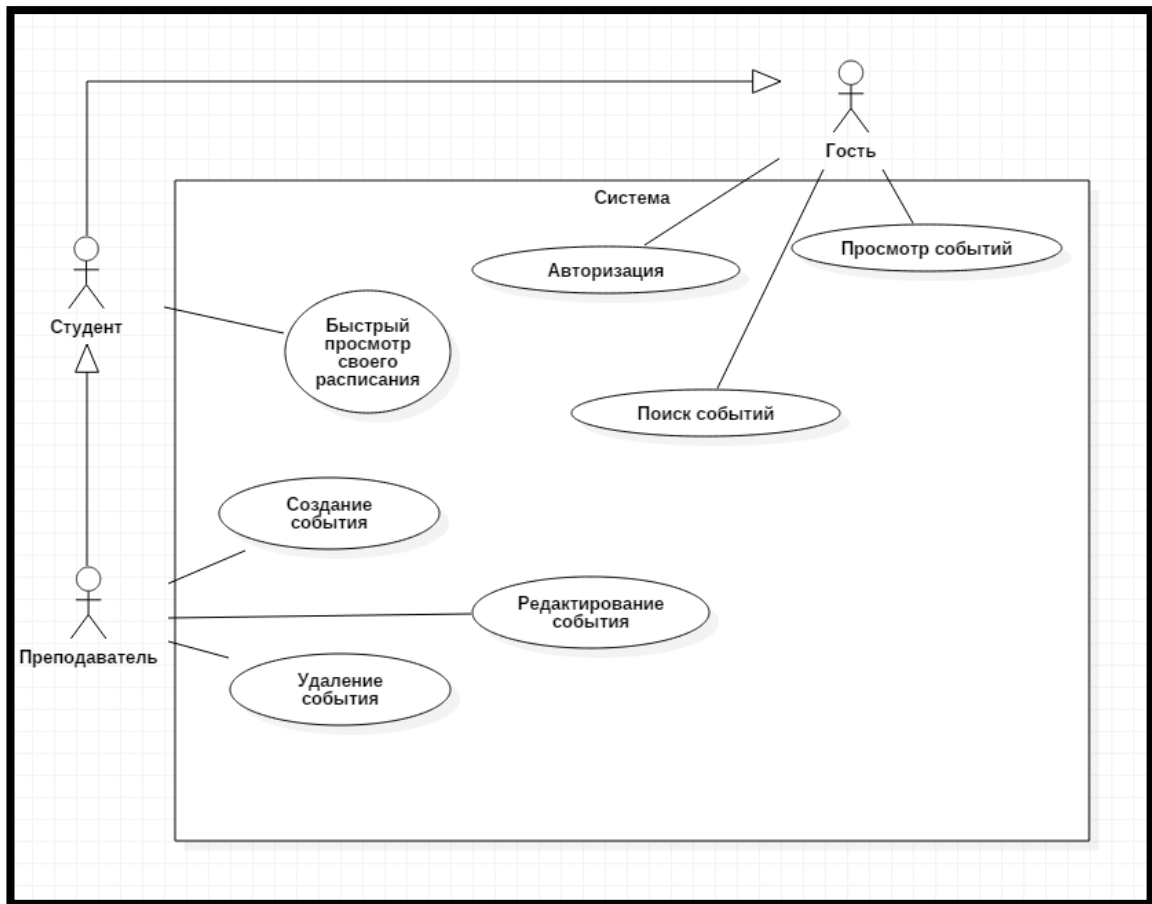 Гость
Система
Авторизация
Просмотр событий
Студент
Быстрый
просмотр
своего
расписания
Поиск событий
Создание
события
Редактирование
события
Преподаватель
Удаление
события